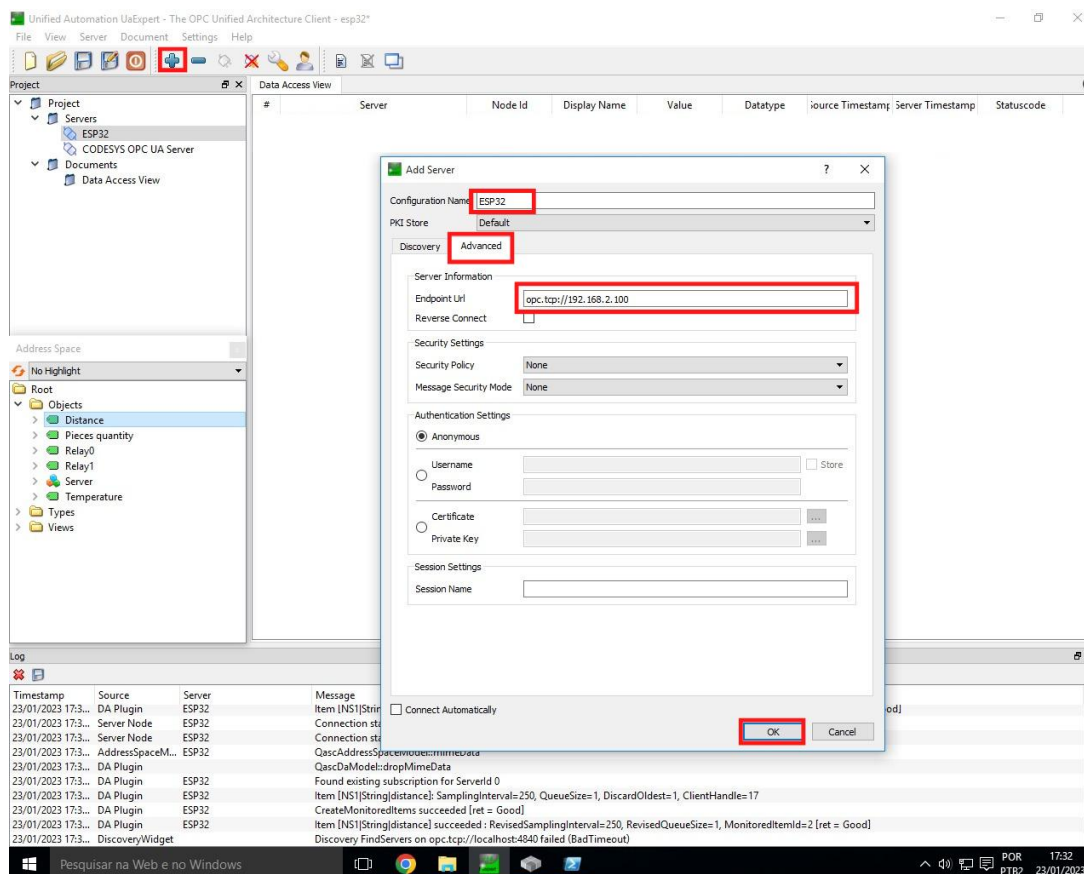 Unified Automation UaExpert - The OPC Unified Architecture Client - esp32*
File View Server Document Settings Help
Project
Project
Servers
ESP32
CODESYS OPC UA Server
Documents
Data Access View
Data Access View
# Server Node Id Display Name Value Datatype Source Timestamp Server Timestamp Statuscode
Address Space
No Highlight
Root
Objects
Distance
Pieces quantity
Relay0
Relay1
Server
Temperature
Types
Views
Add Server ?
Configuration Name ESP32
PKI Store Default
Discovery Advanced
Server Information
Endpoint Url opc.tcp://192.168.2.100
Reverse Connect
Security Settings
Security Policy None
Message Security Mode None
Authentication Settings
Anonymous
Username Store
Password
Certificate ...
Private Key ...
Session Settings
Session Name
Connect Automatically
OK Cancel
Log
Timestamp Source Server Message
23/01/2023 17:3... DA Plugin ESP32 Item [NS1|Strin
23/01/2023 17:3... Server Node ESP32 Connection sta
23/01/2023 17:3... Server Node ESP32 Connection sta
23/01/2023 17:3... AddressSpaceM... ESP32 QascAddressSpaceModel::mimeData
23/01/2023 17:3... DA Plugin QascDaModel::dropMimeData
23/01/2023 17:3... DA Plugin ESP32 Found existing subscription for ServerId 0
23/01/2023 17:3... DA Plugin ESP32 Item [NS1|String|distance]: SamplingInterval=250, QueueSize=1, DiscardOldest=1, ClientHandle=17
23/01/2023 17:3... DA Plugin ESP32 CreateMonitoredItems succeeded [ret = Good]
23/01/2023 17:3... DA Plugin ESP32 Item [NS1|String|distance] succeeded : RevisedSamplingInterval=250, RevisedQueueSize=1, MonitoredItemId=2 [ret = Good]
23/01/2023 17:3... DiscoveryWidget Discovery FindServers on opc.tcp://localhost:4840 failed (BadTimeout)
Pesquisar na Web e no Windows
POR 17:32
PTB2 23/01/2023